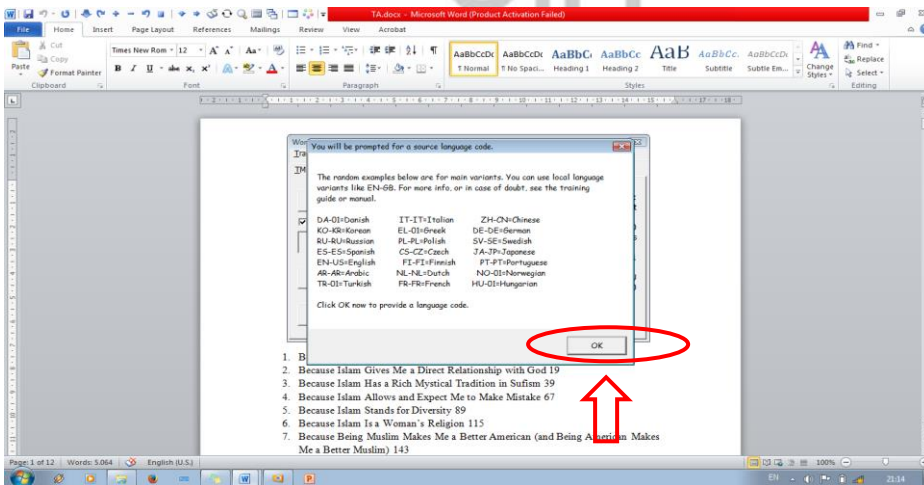 TA.docx - Microsoft Word (Product Activation Failed)
File Home Insert Page Layout References Mailings Review View Acrobat
Cut
Copy
Paste
Format Painter
Clipboard
Times New Rom 12
B I U abc x, x²
Font
Paragraph
AaBbCcDc AaBbCcDc AaBbC AaBbCc AaB AaBbCc. AaBbCcDc
¶ Normal ¶ No Spaci... Heading 1 Heading 2 Title Subtitle Subtle Em...
Change Styles
Styles
Find
Replace
Select
Editing
You will be prompted for a source language code.
The random examples below are for main variants. You can use local language
variants like EN-GB. For more info, or in case of doubt, see the training
guide or manual.
DA-01=Danish IT-IT=Italian ZH-CN=Chinese
KO-KR=Korean EL-01=Greek DE-DE=German
RU-RU=Russian PL-PL=Polish SV-SE=Swedish
ES-ES=Spanish CS-CZ=Czech JA-JP=Japanese
EN-US=English FI-FI=Finnish PT-PT=Portuguese
AR-AR=Arabic NL-NL=Dutch NO-01=Norwegian
TR-01=Turkish FR-FR=French HU-01=Hungarian
Click OK now to provide a language code.
OK
1. B
2. Because Islam Gives Me a Direct Relationship with God 19
3. Because Islam Has a Rich Mystical Tradition in Sufism 39
4. Because Islam Allows and Expect Me to Make Mistake 67
5. Because Islam Stands for Diversity 89
6. Because Islam Is a Woman's Religion 115
7. Because Being Muslim Makes Me a Better American (and Being American Makes
Me a Better Muslim) 143
Page: 1 of 12 Words: 5.064 English (U.S.) 100%
EN 21:14